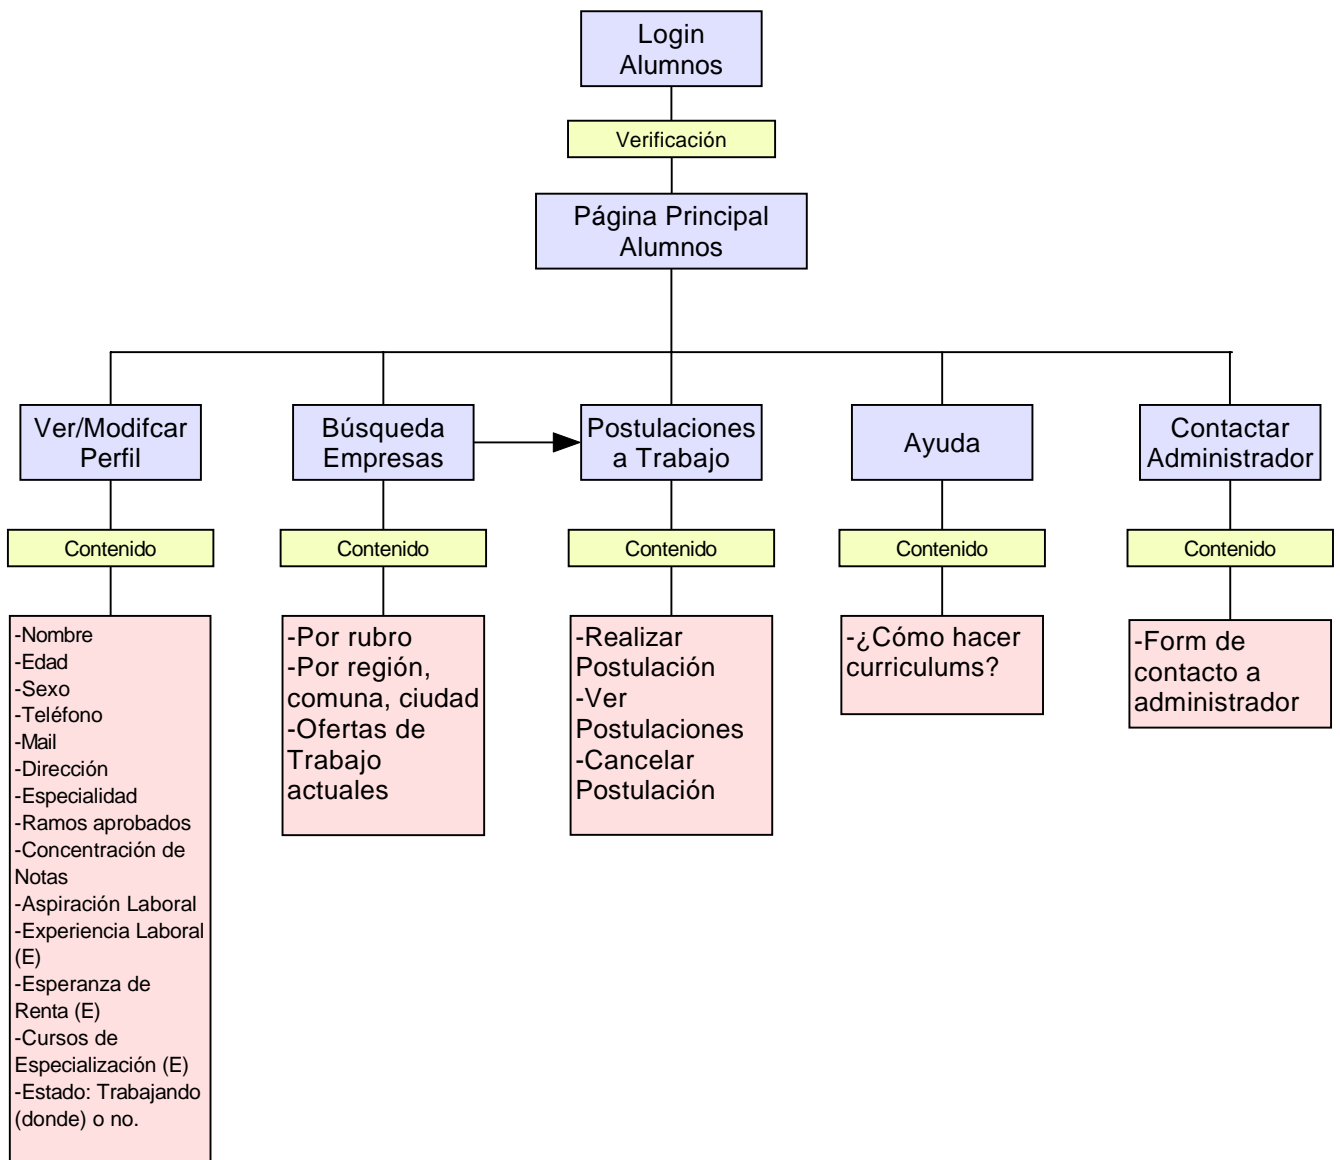 Login
Alumnos
Verificación
Página Principal
Alumnos
Ver/Modifcar
Perfil
Búsqueda
Empresas
Postulaciones
a Trabajo
Ayuda
Contactar
Administrador
Contenido
Contenido
Contenido
Contenido
Contenido
-Nombre
-Edad
-Sexo
-Teléfono
-Mail
-Dirección
-Especialidad
-Ramos aprobados
-Concentración de
Notas
-Aspiración Laboral
-Experiencia Laboral
(E)
-Esperanza de
Renta (E)
-Cursos de
Especialización (E)
-Estado: Trabajando
(donde) o no.
-Por rubro
-Por región,
comuna, ciudad
-Ofertas de
Trabajo
actuales
-Realizar
Postulación
-Ver
Postulaciones
-Cancelar
Postulación
-¿Cómo hacer
curriculums?
-Form de
contacto a
administrador